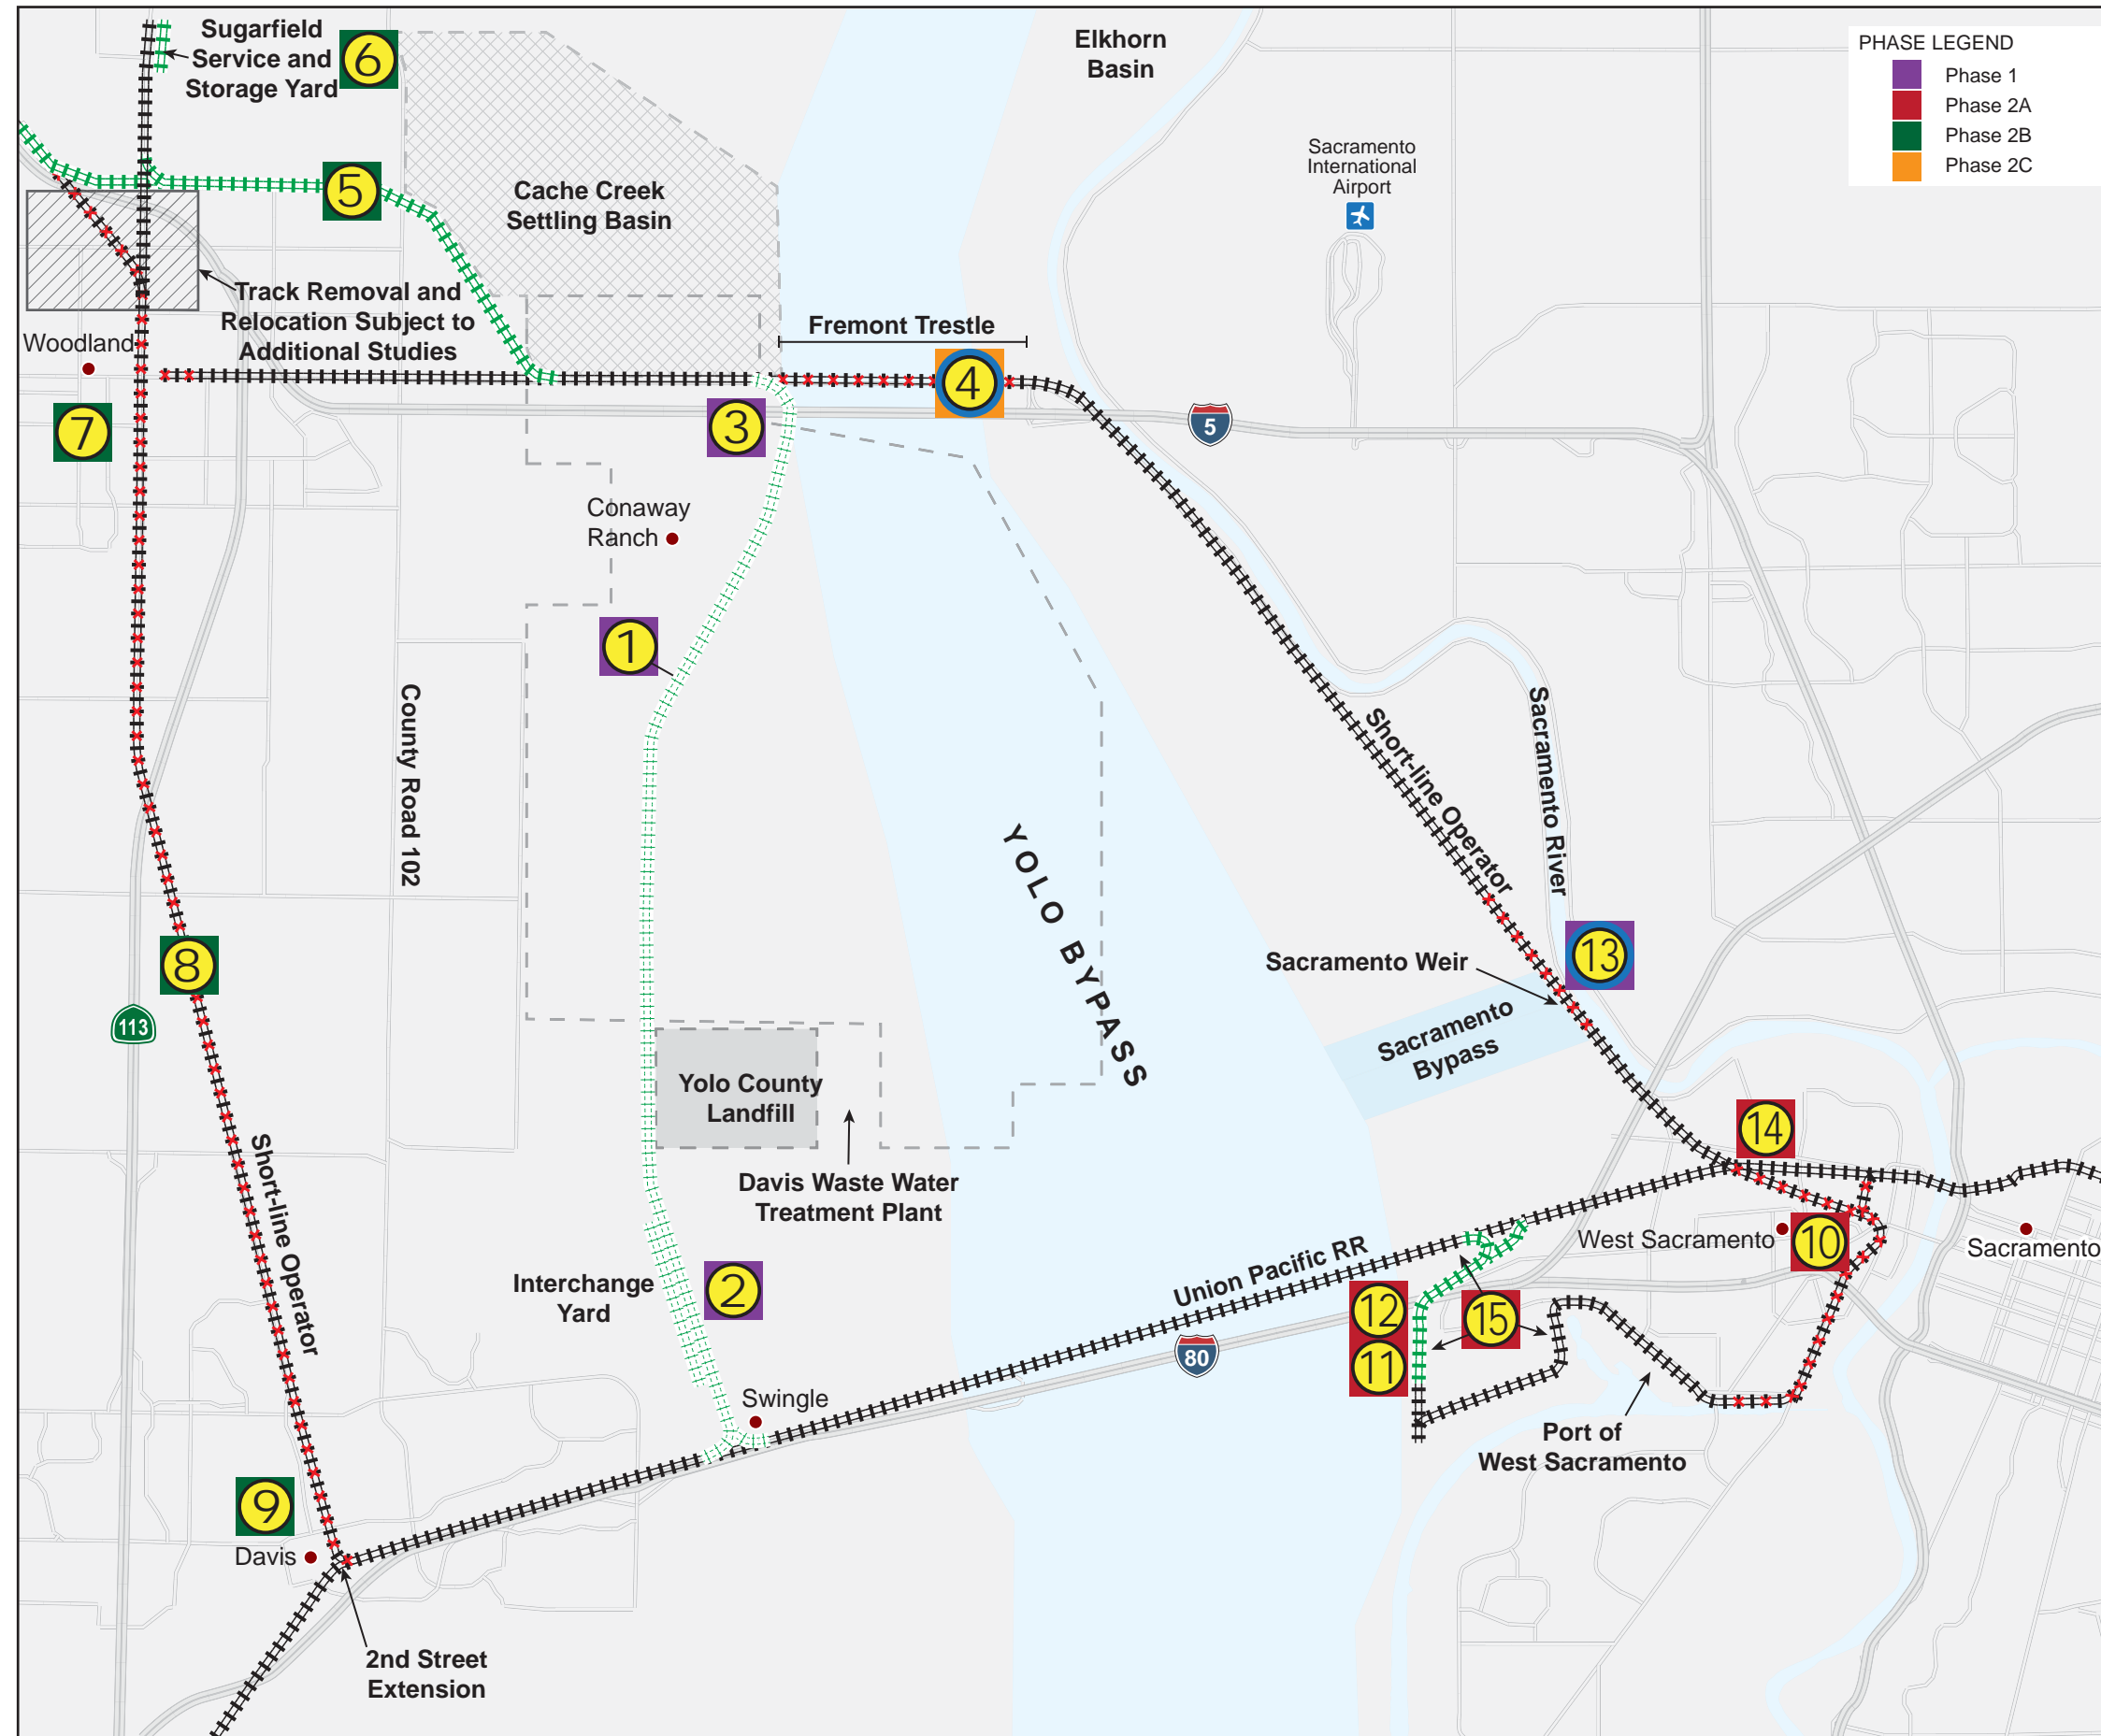 Sugarfield
Service and
Storage Yard
6
Elkhorn
Basin
PHASE LEGEND
Phase 1
Phase 2A
Phase 2B
Phase 2C
Sacramento
International
Airport
5
Cache Creek
Settling Basin
Track Removal and
Relocation Subject to
Additional Studies
Woodland
Fremont Trestle
4
7
3
5
Conaway
Ranch
1
County Road 102
Short-line Operator
Sacramento River
YOLO BYPASS
8
113
Sacramento Weir
13
Sacramento
Bypass
Yolo County
Landfill
Davis Waste Water
Treatment Plant
14
Short-line Operator
Interchange
Yard
2
Union Pacific RR
West Sacramento
10
Sacramento
12
15
11
80
Swingle
Port of
West Sacramento
9
Davis
2nd Street
Extension